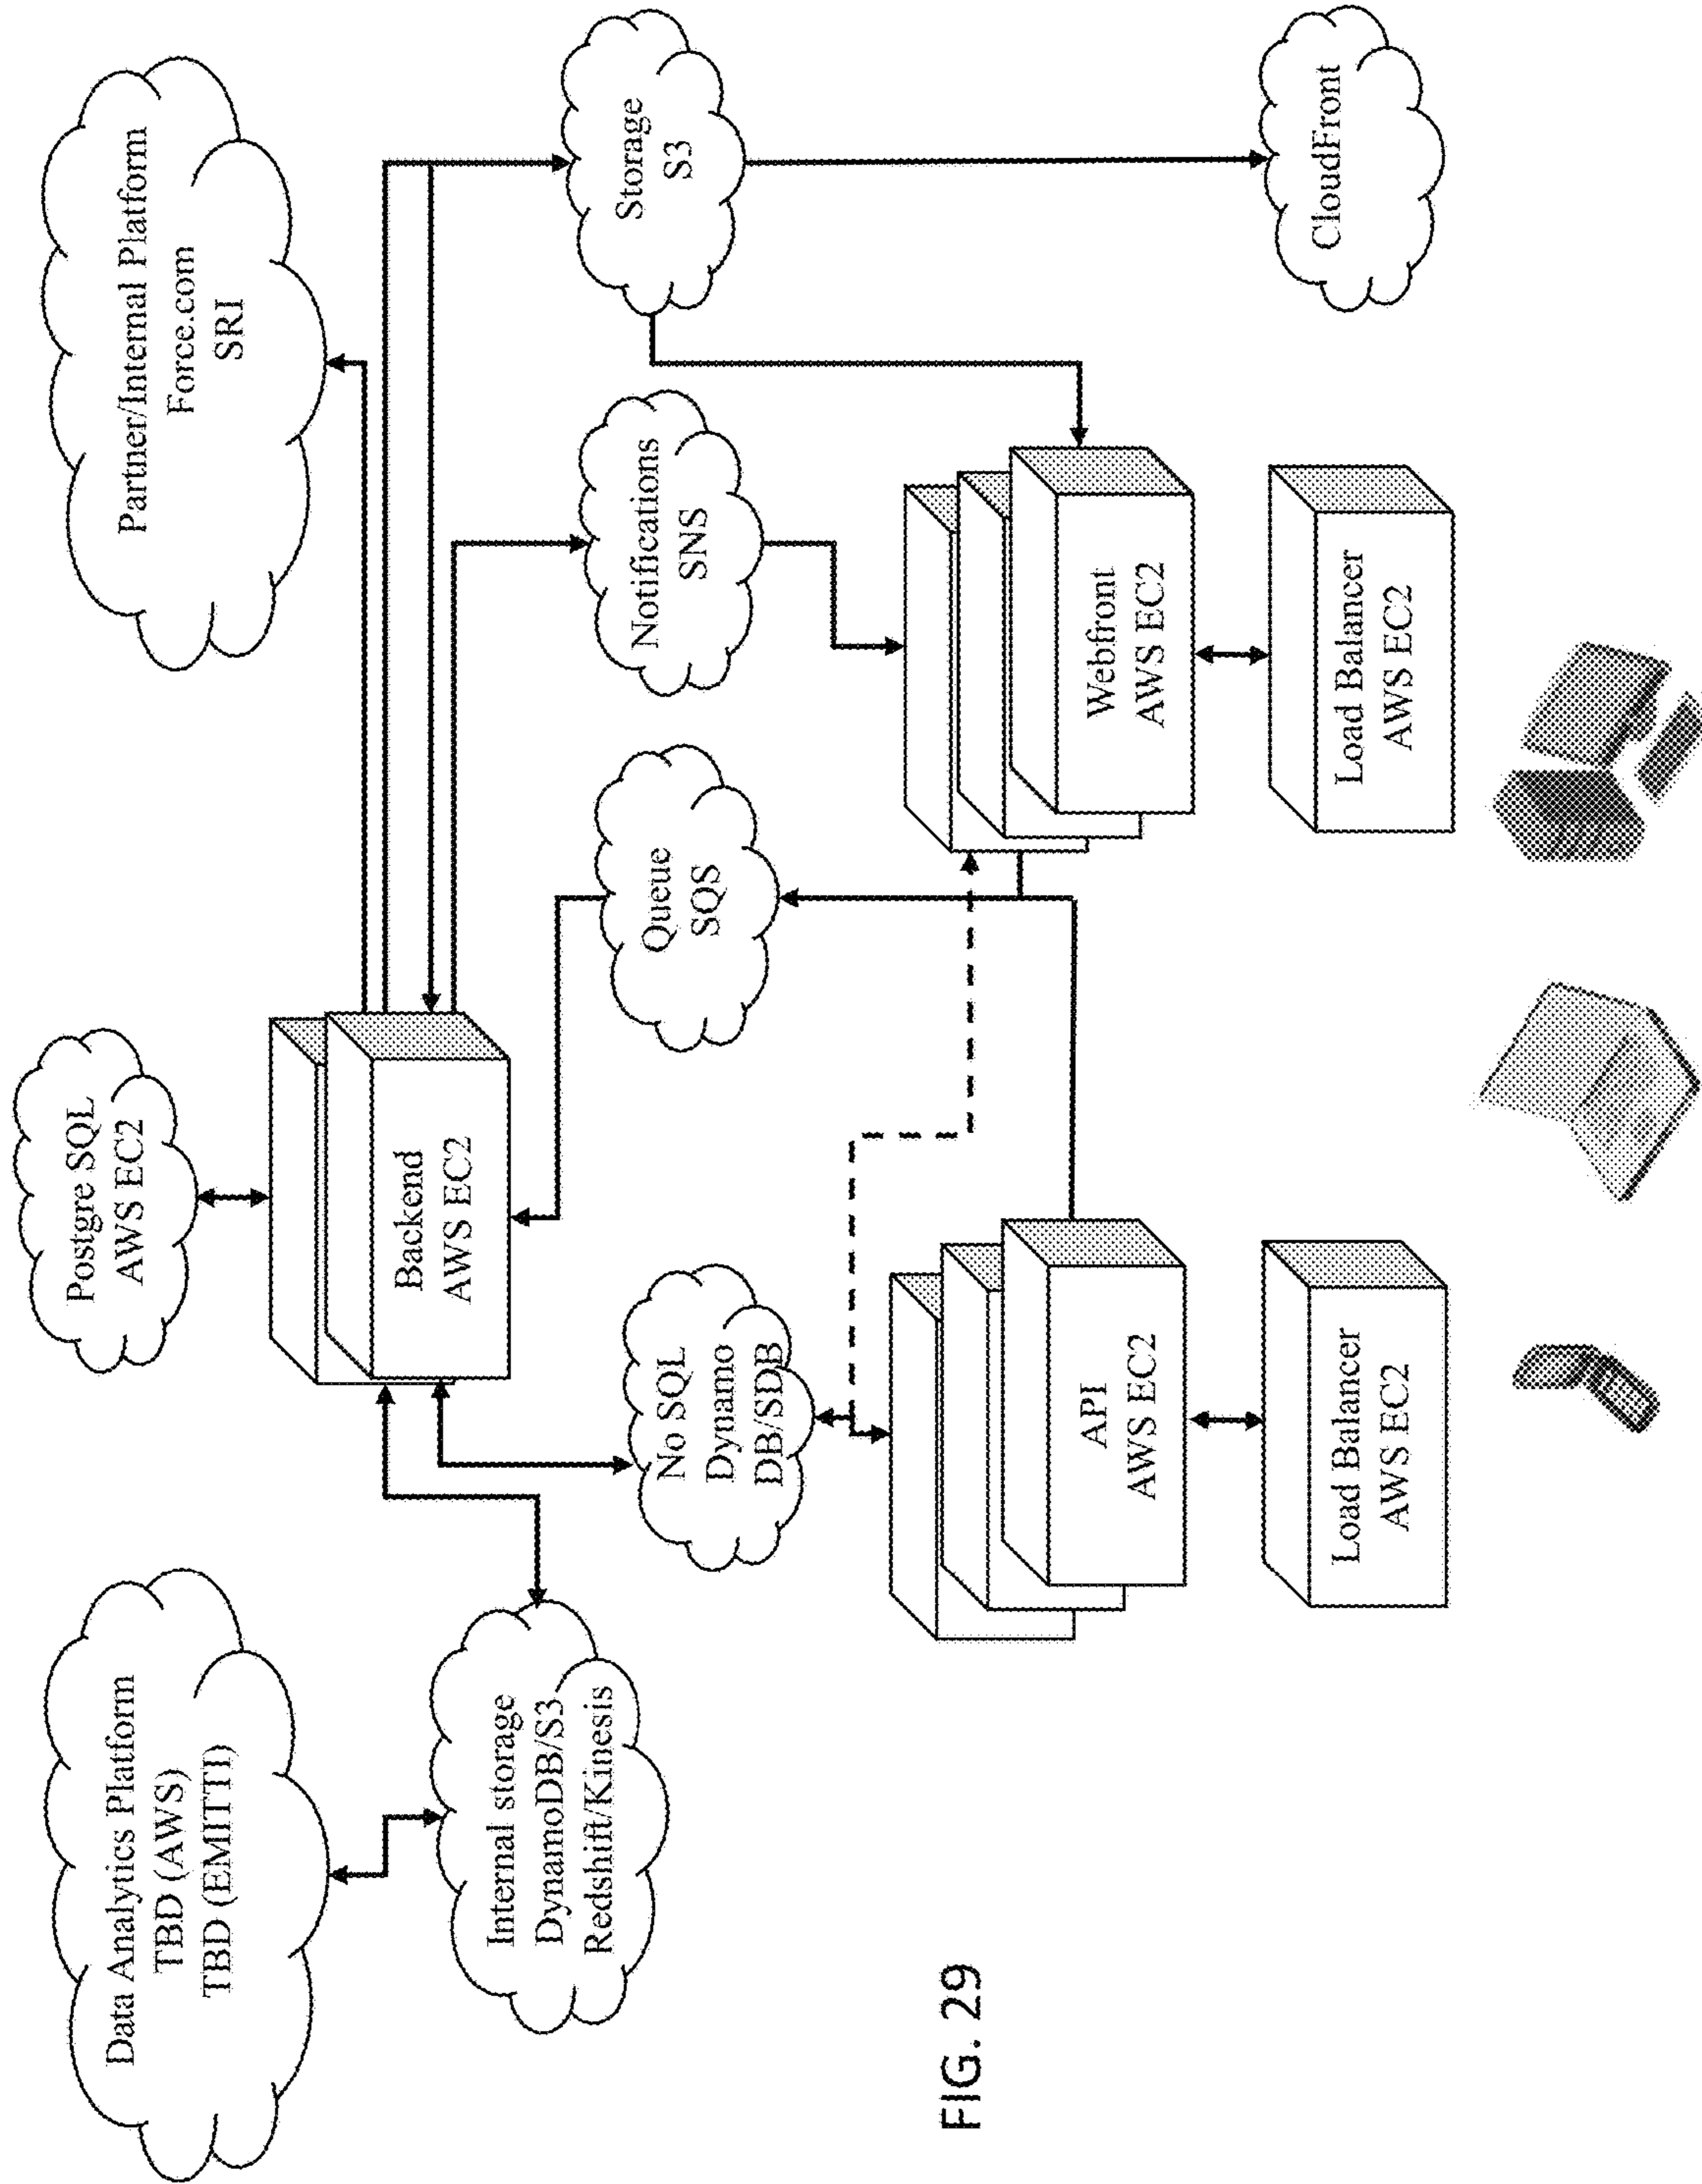 Data Analytics Platform
TBD (AWS)
TBD (EMITTI)
Postgre SQL
AWS EC2
Partner/Internal Platform
Force.com
SRI
Backend
AWS EC2
Internal storage
DynamoDB/S3
Redshift/Kinesis
No SQL
Dynamo
DB/SDB
Queue
SQS
Notifications
SNS
Storage
S3
API
AWS EC2
Webfront
AWS EC2
Load Balancer
AWS EC2
Load Balancer
AWS EC2
CloudFront
FIG. 29